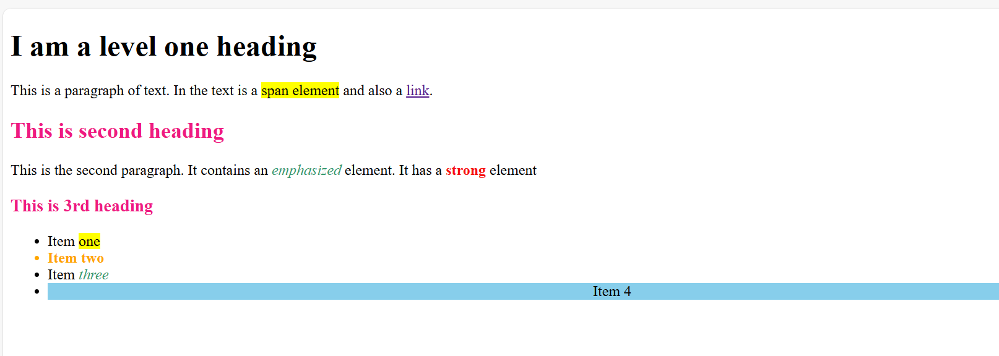 I am a level one heading
This is a paragraph of text. In the text is a span element and also a link.
This is second heading
This is the second paragraph. It contains an emphasized element. It has a strong element
This is 3rd heading
• Item one
• Item two
• Item three
• Item 4